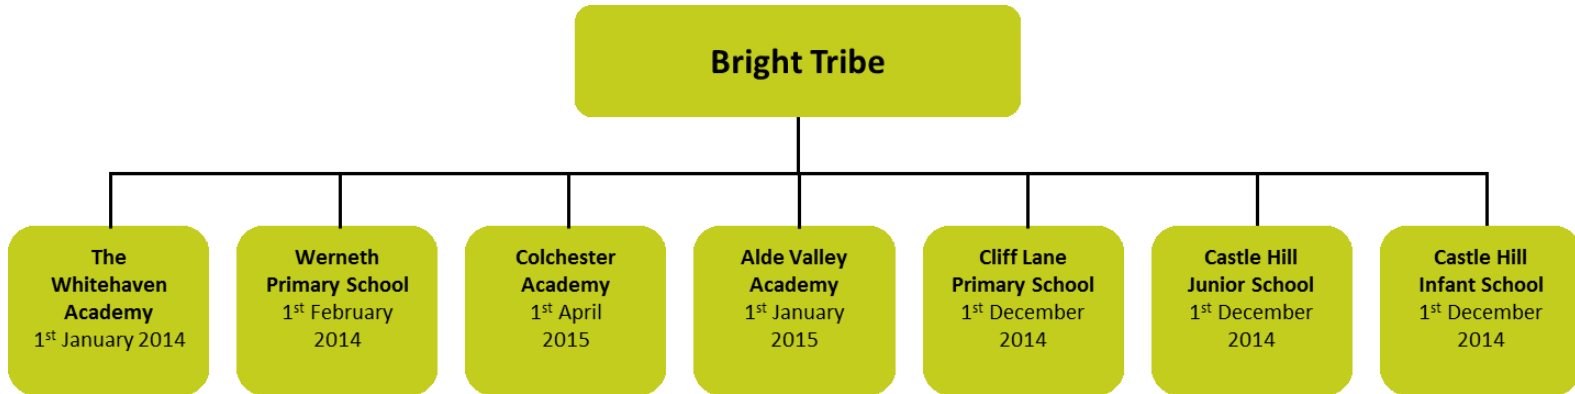 Bright Tribe
The
Whitehaven
Academy
1st January 2014
Werneth
Primary School
1st February
2014
Colchester
Academy
1st April
2015
Alde Valley
Academy
1st January
2015
Cliff Lane
Primary School
1st December
2014
Castle Hill
Junior School
1st December
2014
Castle Hill
Infant School
1st December
2014